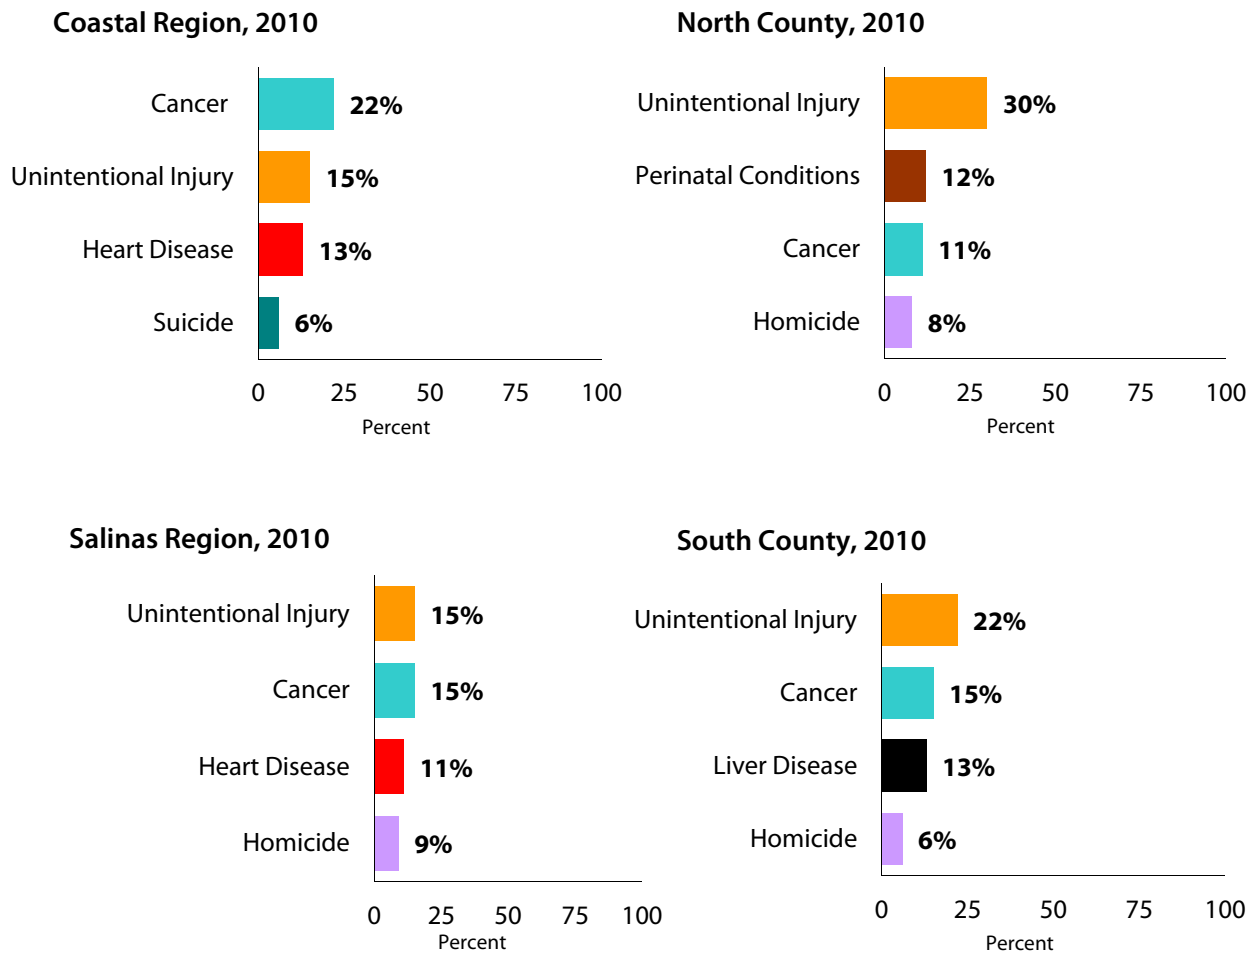 Coastal Region, 2010
Cancer 22%
Unintentional Injury 15%
Heart Disease 13%
Suicide 6%
0 25 50 75 100
Percent
North County, 2010
Unintentional Injury 30%
Perinatal Conditions 12%
Cancer 11%
Homicide 8%
0 25 50 75 100
Percent
Salinas Region, 2010
Unintentional Injury 15%
Cancer 15%
Heart Disease 11%
Homicide 9%
0 25 50 75 100
Percent
South County, 2010
Unintentional Injury 22%
Cancer 15%
Liver Disease 13%
Homicide 6%
0 25 50 75 100
Percent